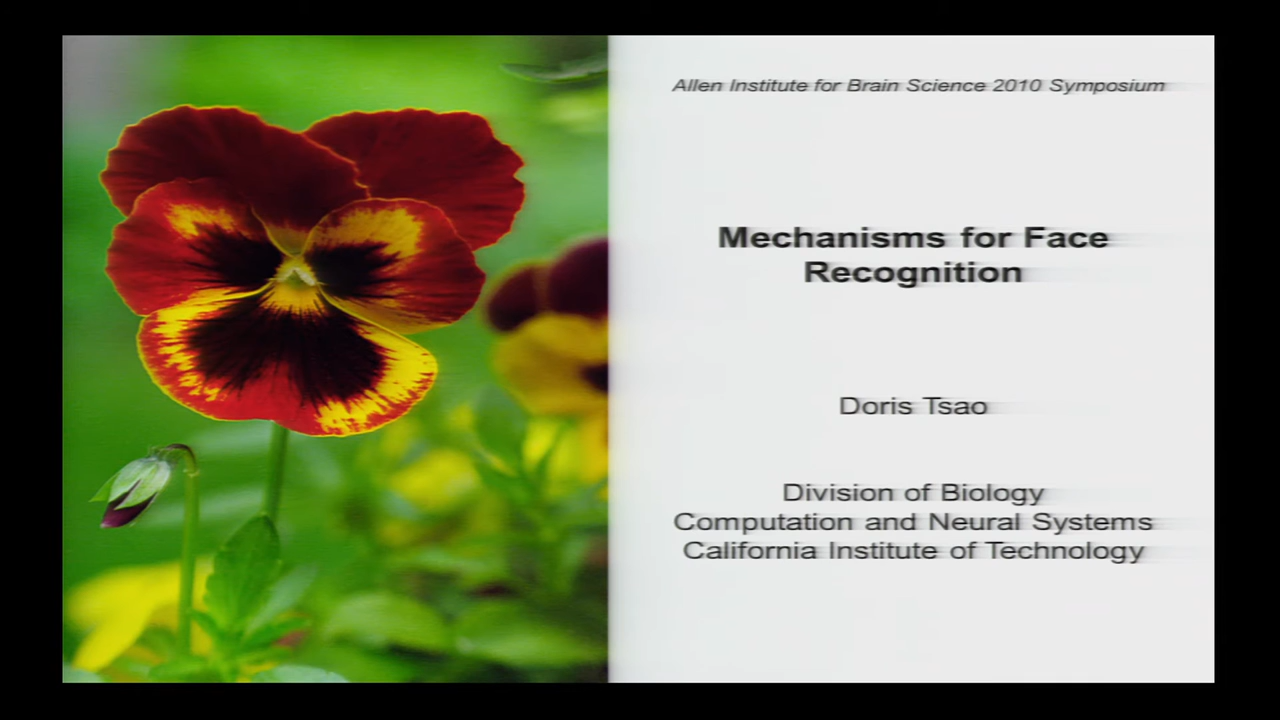 Allen Institute for Brain Science 2010 Symposium
Mechanisms for Face
Recognition
Doris Tsao
Division of Biology
Computation and Neural Systems
California Institute of Technology